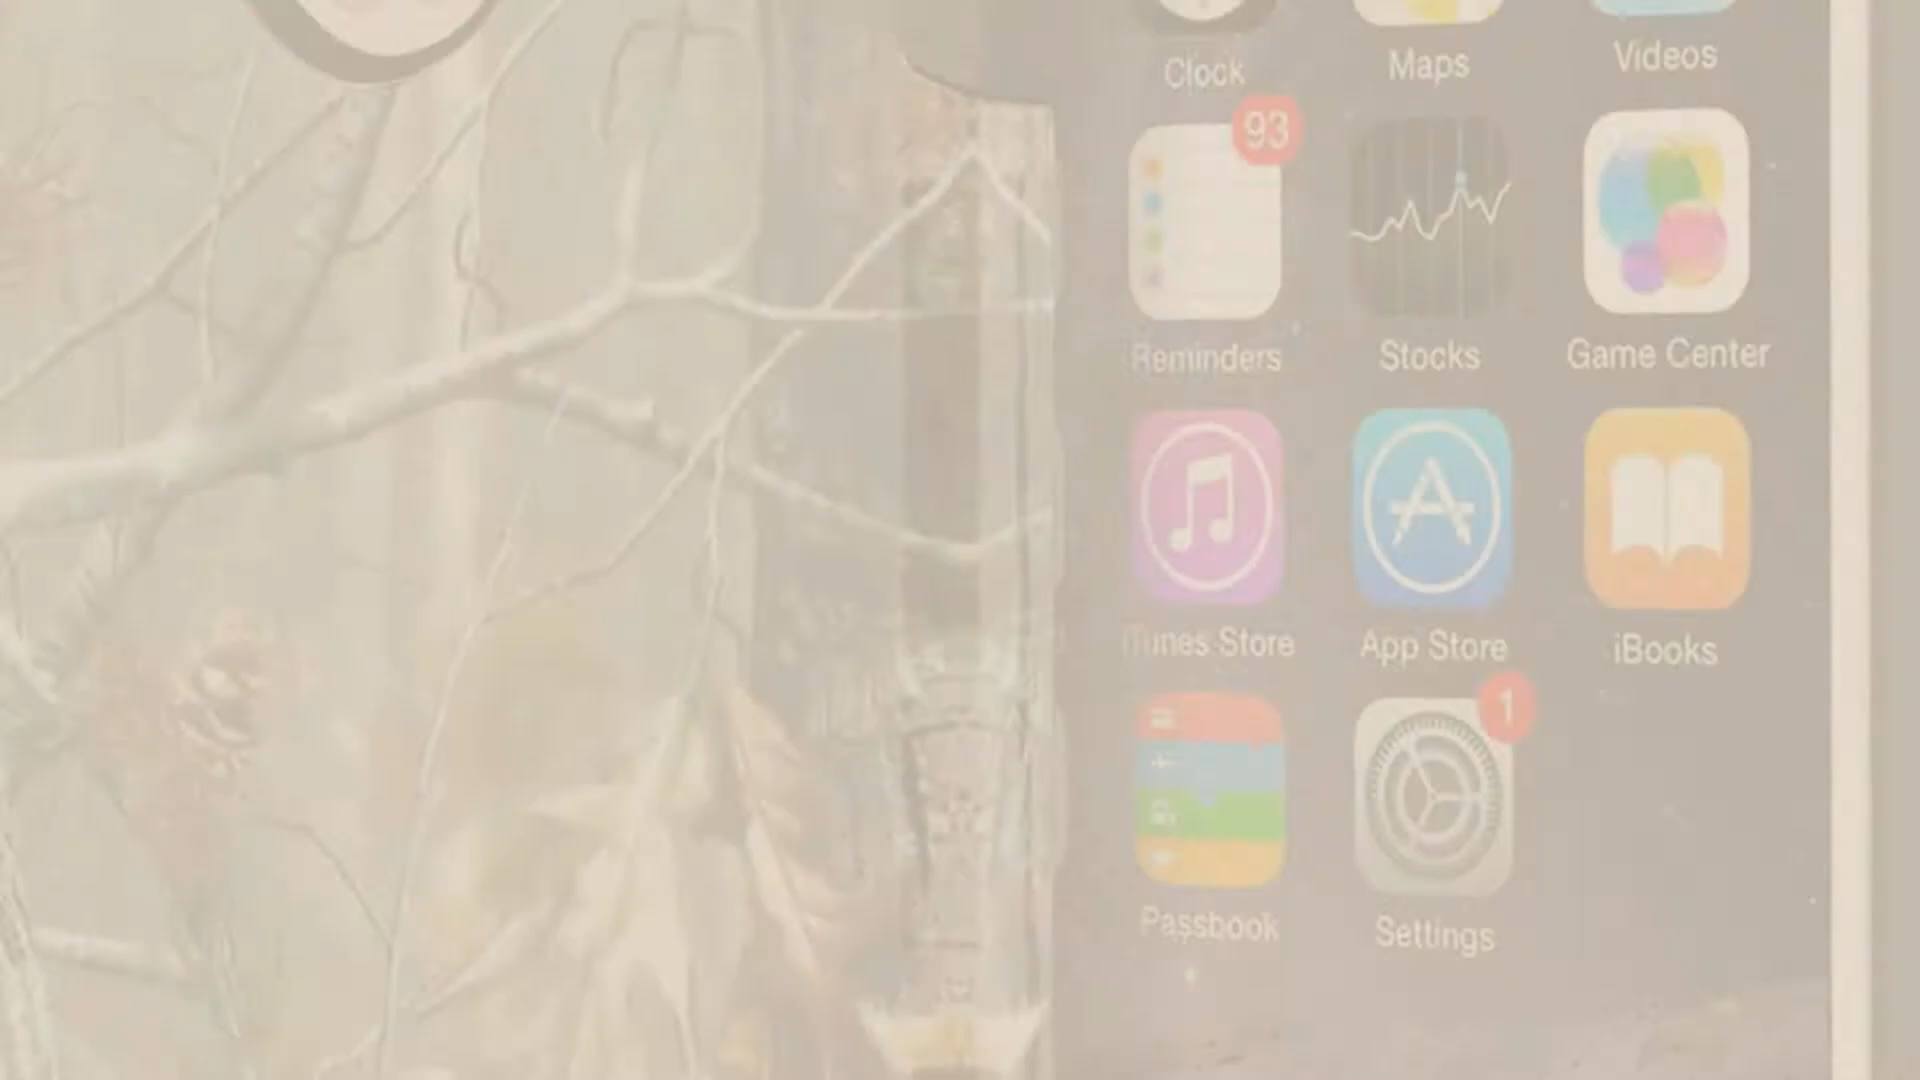 Clock Maps Videos
93
Reminders Stocks Game Center
iTunes Store App Store iBooks
1
Passbook Settings